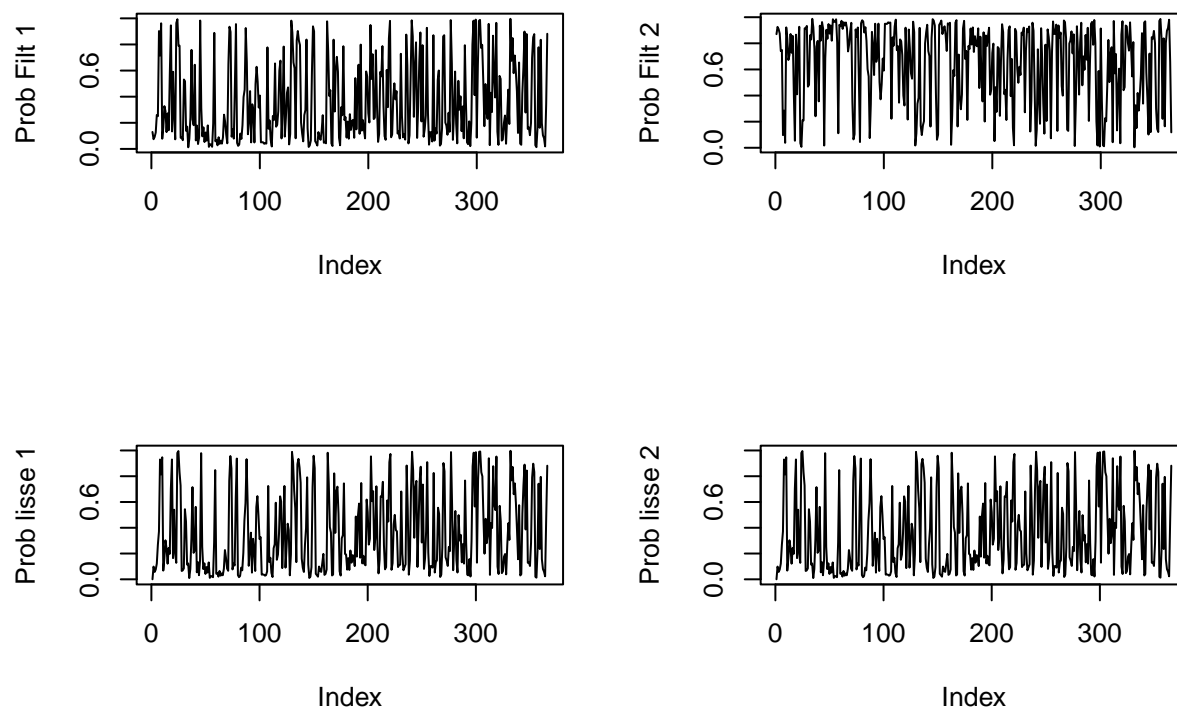 Prob Filt 1
0.0 0.6
0 100 200 300
Index
Prob Filt 2
0.0 0.6
0 100 200 300
Index
Prob lisse 1
0.0 0.6
0 100 200 300
Index
Prob lisse 2
0.0 0.6
0 100 200 300
Index